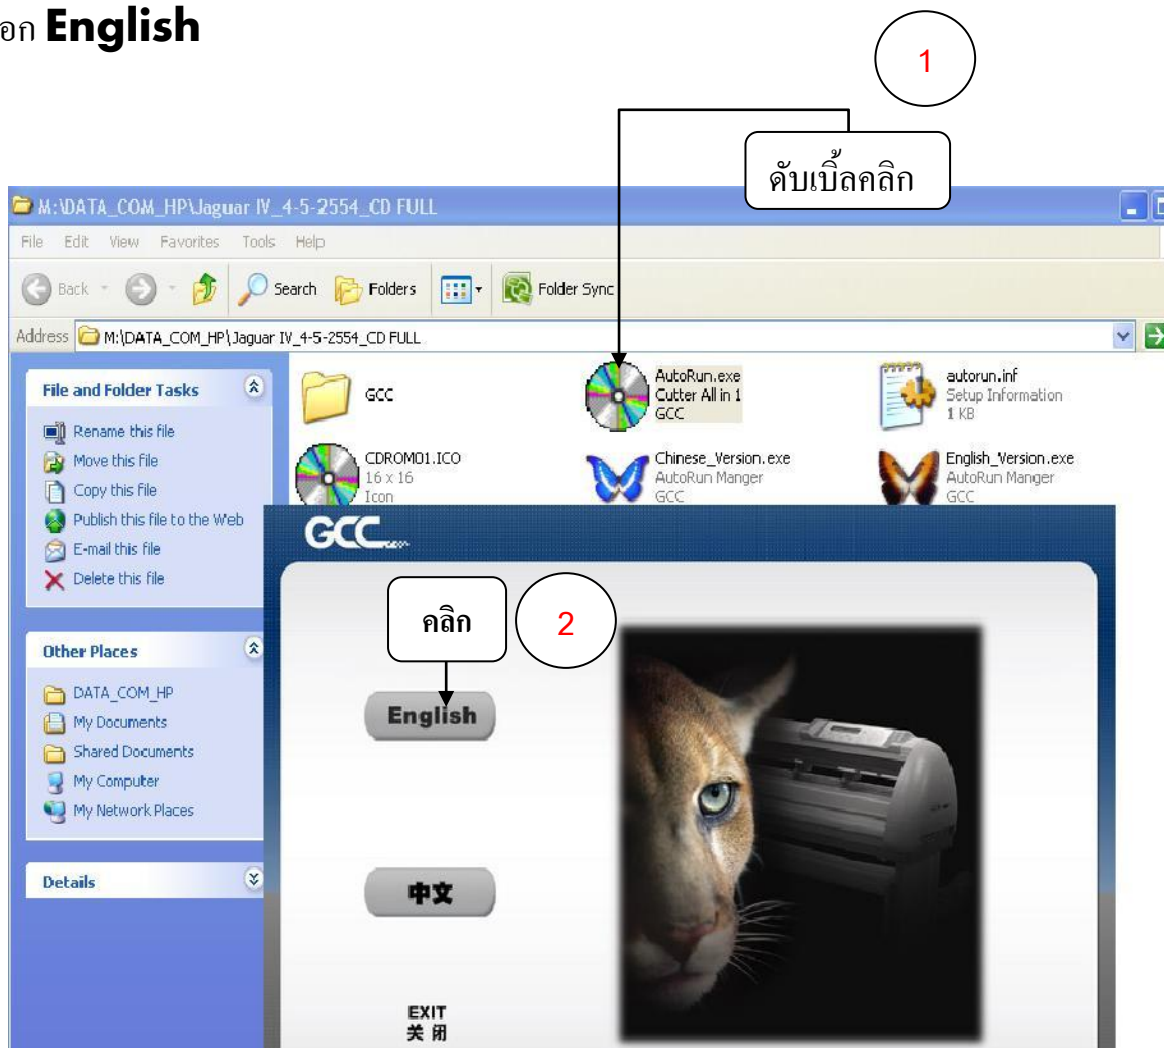 อก English
1
ดับเบิ้ลคลิก
M:\DATA_COM_HP\Jaguar IV_4-5-2554_CD FULL
File Edit View Favorites Tools Help
Back Search Folders Folder Sync
Address M:\DATA_COM_HP\Jaguar IV_4-5-2554_CD FULL
File and Folder Tasks
Rename this file
Move this file
Copy this file
Publish this file to the Web
E-mail this file
Delete this file
Other Places
DATA_COM_HP
My Documents
Shared Documents
My Computer
My Network Places
Details
GCC
AutoRun.exe
Cutter All in 1
GCC
autorun.inf
Setup Information
1 KB
CDROM01.ICO
16 x 16
Icon
Chinese_Version.exe
AutoRun Manger
GCC
English_Version.exe
AutoRun Manger
GCC
GCC
คลิก
2
English
中文
EXIT
关闭